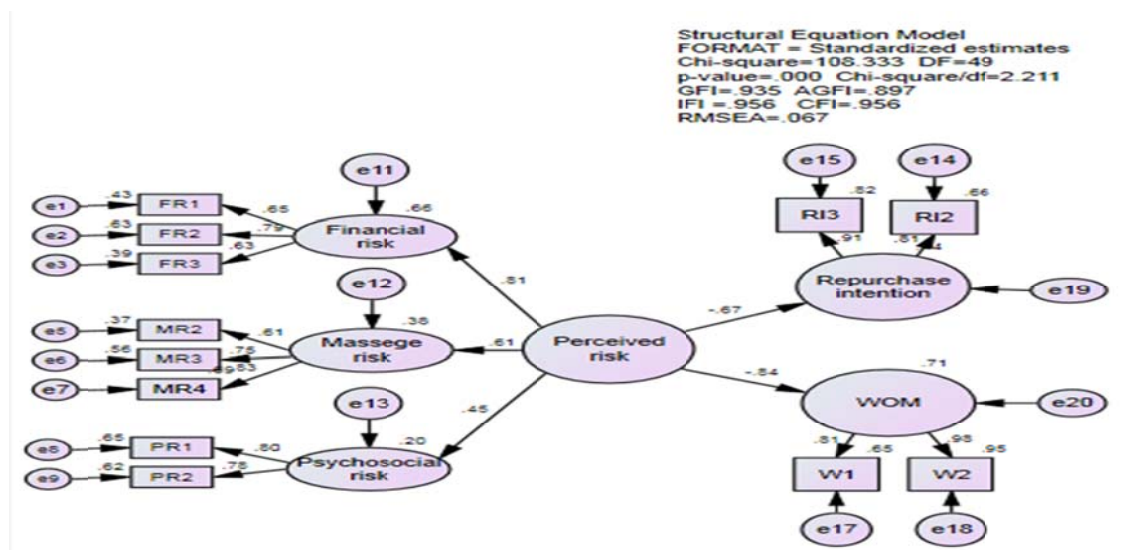 Structural Equation Model
FORMAT = Standardized estimates
Chi-square=108.333 DF=49
p-value=.000 Chi-square/df=2.211
GFI=.935 AGFI=.897
IFI =.956 CFI=.956
RMSEA=.067
e15 e14
e11
.82 .66
e1 .43 FR1 .65 .66
RI3 RI2
e2 .63 FR2 .79 Financial
risk
.91 .81
e3 .39 FR3 .63
e12 .81
Repurchase
intention
e19
e5 .37 MR2 .61 .38
-.67
e6 .56 MR3 .75 Massege
risk
.61 Perceived
risk
e7 MR4
-.84 .71
e13 .45 WOM e20
e8 .65 PR1 .80 .20
.81 .65 .98 .95
e9 .62 PR2 .78 Psychosocial
risk
W1 W2
e17 e18